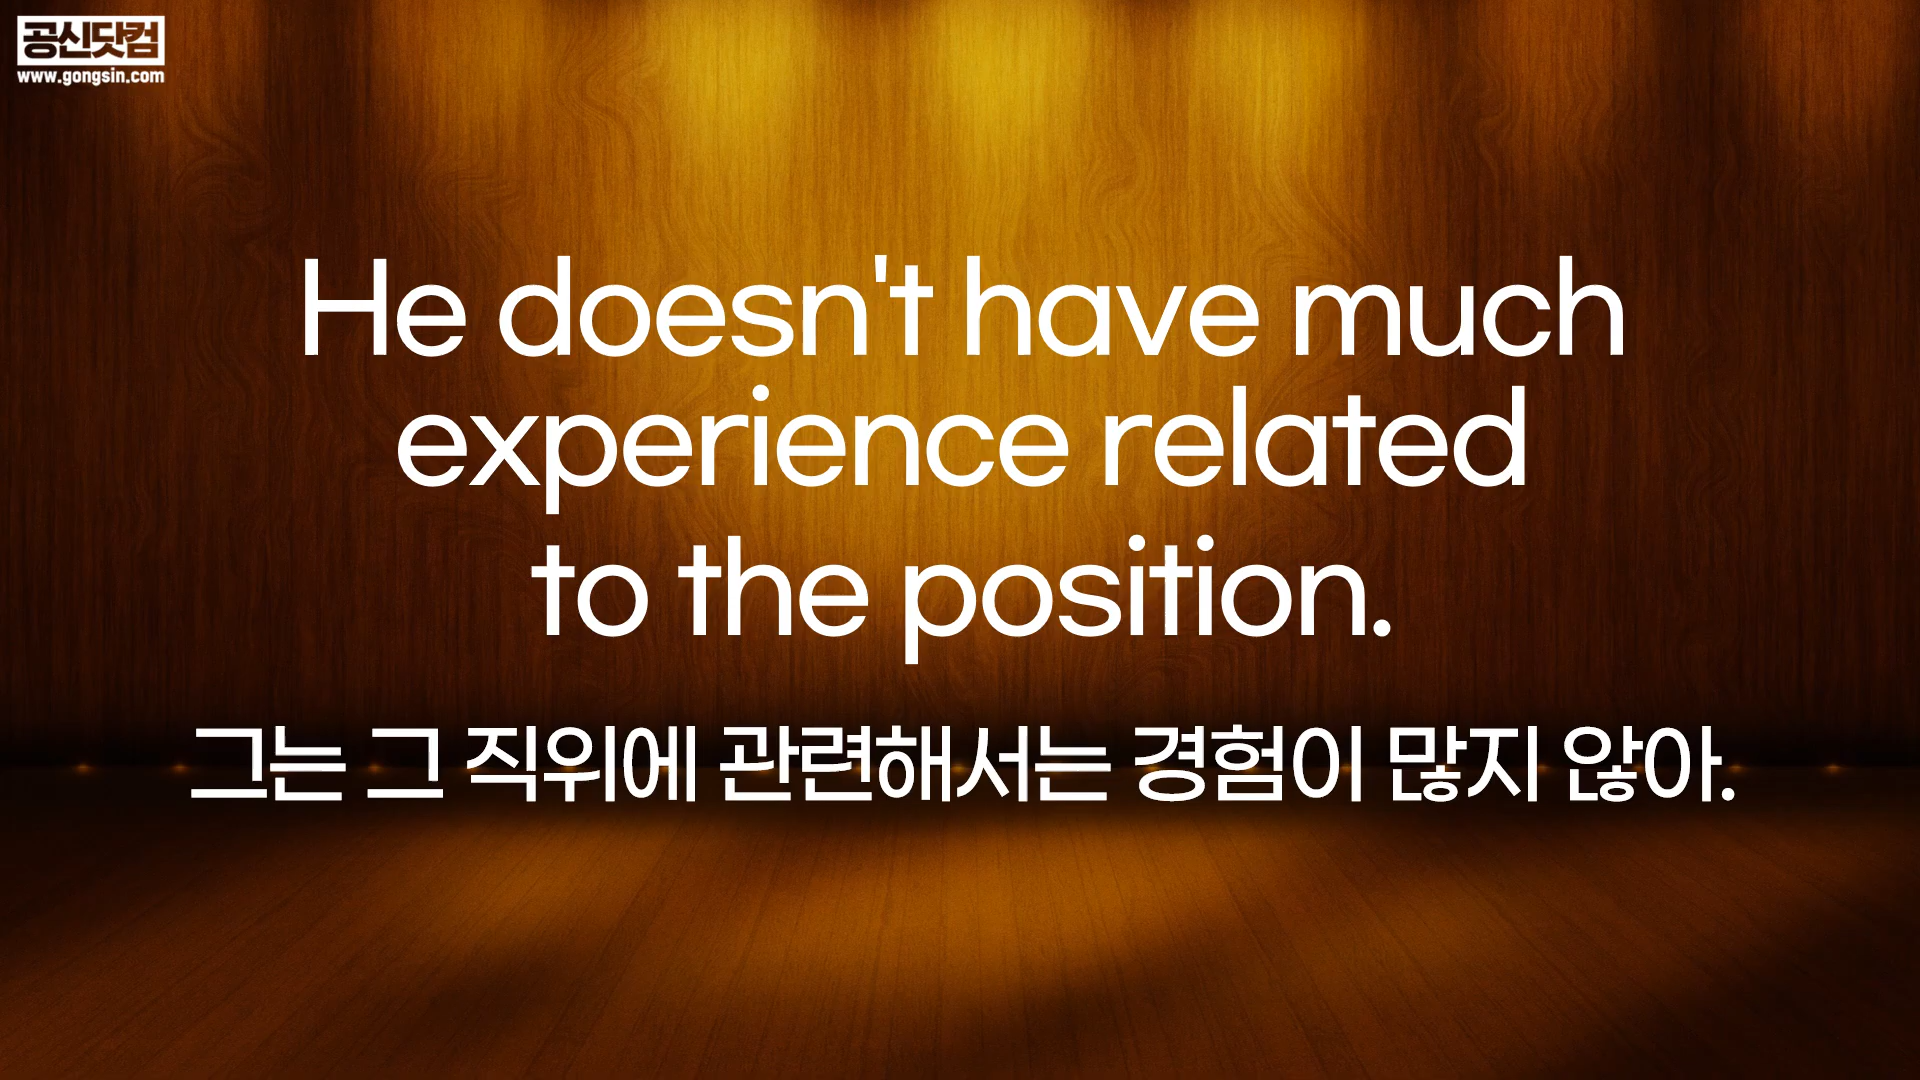 공신닷컴
www.gongsin.com
He doesn't have much
experience related
to the position.
그는 그 직위에 관련해서는 경험이 많지 않아.